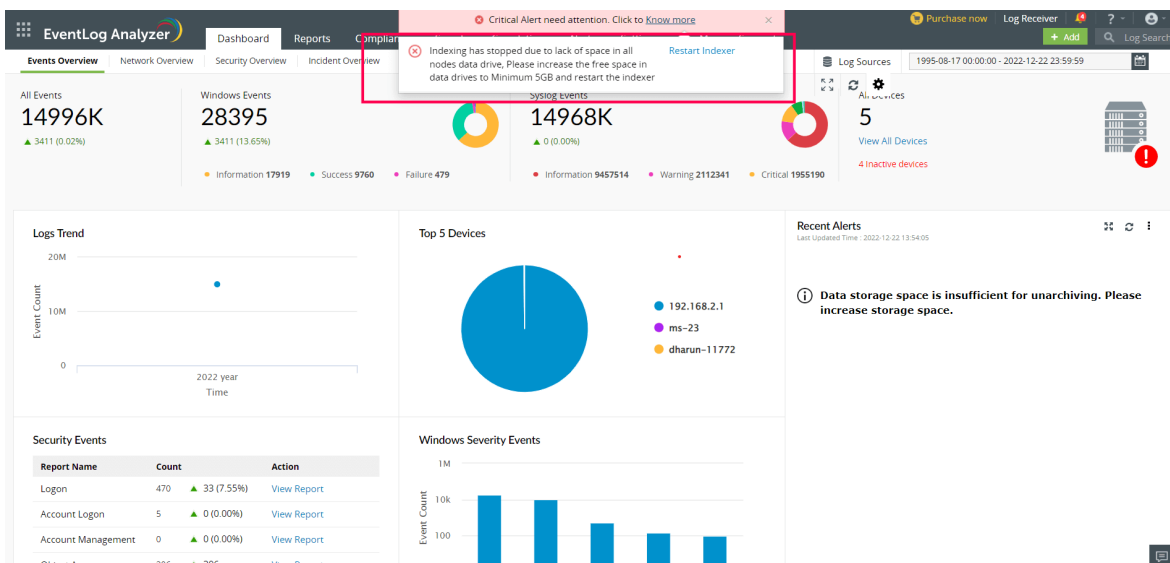 Critical Alert need attention. Click to Know more
Purchase now
Log Receiver
4
?
EventLog Analyzer
Dashboard
Reports
+ Add
Log Search
Events Overview
Network Overview
Security Overview
Incident Overview
Indexing has stopped due to lack of space in all
nodes data drive, Please increase the free space in
data drives to Minimum 5GB and restart the indexer
Restart Indexer
Log Sources
1995-08-17 00:00:00 - 2022-12-22 23:59:59
All Events
14996K
3411 (0.02%)
Windows Events
28395
3411 (13.65%)
Information 17919
Success 9760
Failure 479
Syslog Events
14968K
0 (0.00%)
Information 9457514
Warning 2112341
Critical 1955190
All Devices
5
View All Devices
4 Inactive devices
Logs Trend
20M
10M
0
Event Count
2022 year
Time
Top 5 Devices
192.168.2.1
ms-23
dharun-11772
Recent Alerts
Last Updated Time : 2022-12-22 13:54:05
Data storage space is insufficient for unarchiving. Please
increase storage space.
Security Events
Report Name Count Action
Logon 470 33 (7.55%) View Report
Account Logon 5 0 (0.00%) View Report
Account Management 0 0 (0.00%) View Report
Windows Severity Events
1M
10k
100
Event Count